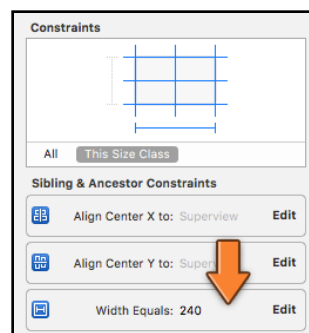 Constraints
All This Size Class
Sibling & Ancestor Constraints
Align Center X to: Superview Edit
Align Center Y to: Edit
Width Equals: 240 Edit